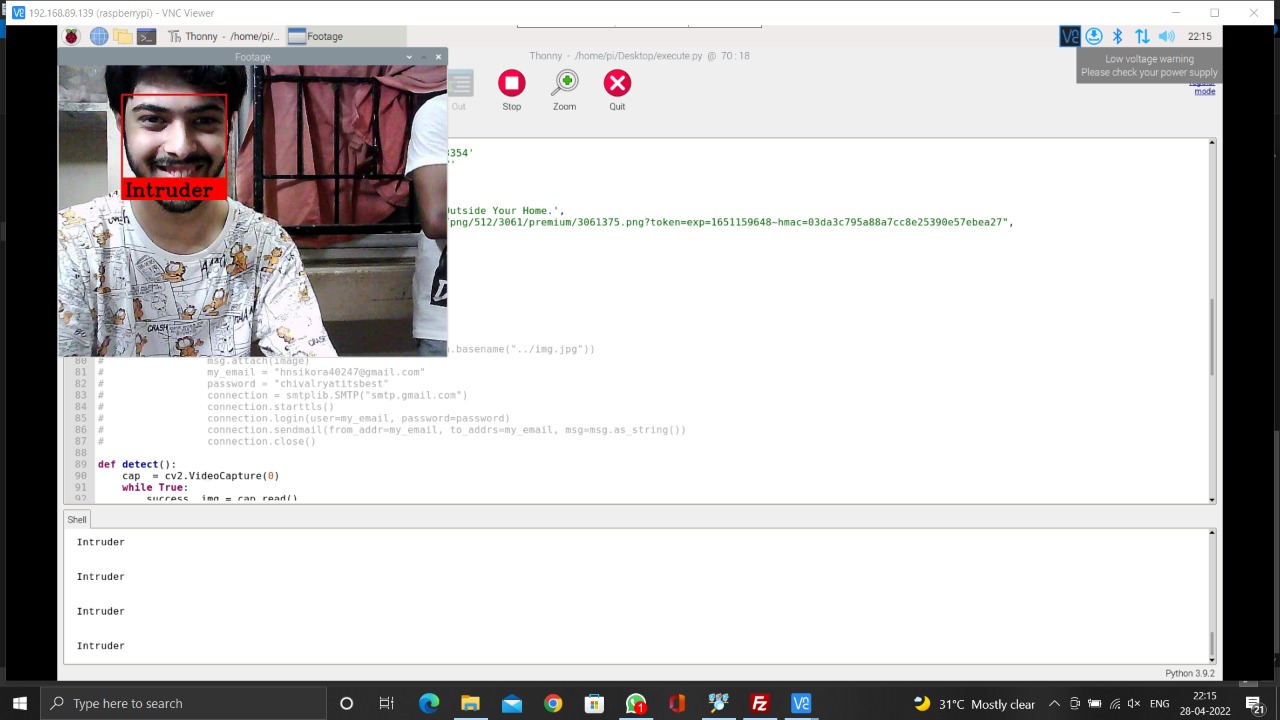 192.168.89.139 (raspberrypi) - VNC Viewer
Thonny - /home/pi/...
Footage
22:15
Footage
Thonny - /home/pi/Desktop/execute.py @ 70 : 18
Low voltage warning
Please check your power supply
mode
Out
Stop
Zoom
Quit
Intruder
CRASH
3354'
Outside Your Home.',
/png/512/3061/premium/3061375.png?token=exp=1651159648~hmac=03da3c795a88a7cc8e25390e57ebea27",
.basename("../img.jpg"))
80 # msg.attach(image)
81 # my_email = "hnsikora40247@gmail.com"
82 # password = "chivalryatitsbest"
83 # connection = smtplib.SMTP("smtp.gmail.com")
84 # connection.starttls()
85 # connection.login(user=my_email, password=password)
86 # connection.sendmail(from_addr=my_email, to_addrs=my_email, msg=msg.as_string())
87 # connection.close()
88
89 def detect():
90 cap = cv2.VideoCapture(0)
91 while True:
92 success, img = cap.read()
Shell
Intruder
Intruder
Intruder
Intruder
Python 3.9.2
Type here to search
1
31°C Mostly clear
ENG
22:15
28-04-2022
21